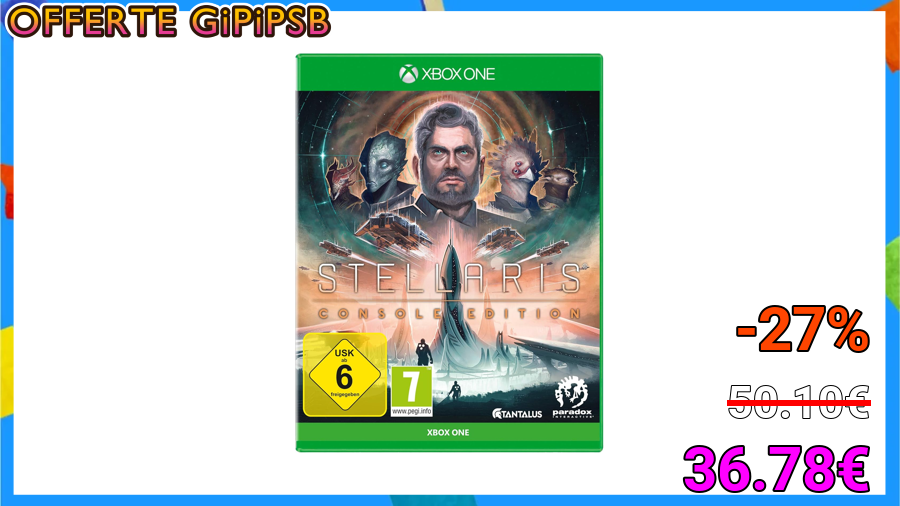 OFFERTE GiPiPSB
XBOX ONE
STELLARIS
CONSOLE EDITION
USK
ab
6
freigegeben
7
www.pegi.info
TANTALUS
paradox
INTERACTIVE
XBOX ONE
-27%
50.10€
36.78€